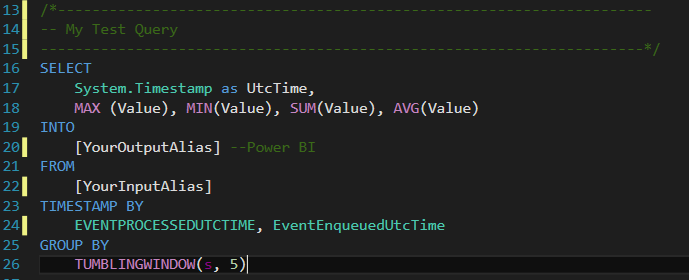 13 /*-----------------------------------------------------------------------
14 -- My Test Query
15 ------------------------------------------------------------------------*/
16 SELECT
17 System.Timestamp as UtcTime,
18 MAX (Value), MIN(Value), SUM(Value), AVG(Value)
19 INTO
20 [YourOutputAlias] --Power BI
21 FROM
22 [YourInputAlias]
23 TIMESTAMP BY
24 EVENTPROCESSEDUTCTIME, EventEnqueuedUtcTime
25 GROUP BY
26 TUMBLINGWINDOW(s, 5)